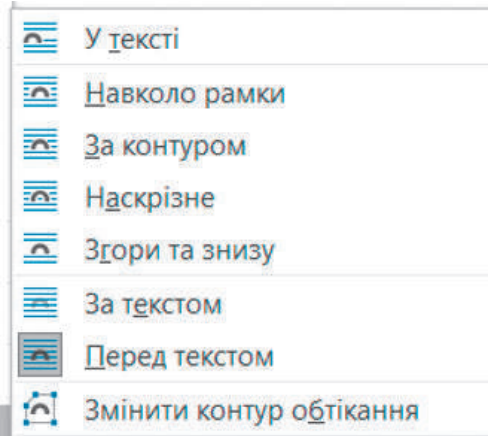 У тексті
Навколо рамки
За контуром
Наскрізне
Згори та знизу
За текстом
Перед текстом
Змінити контур обтікання